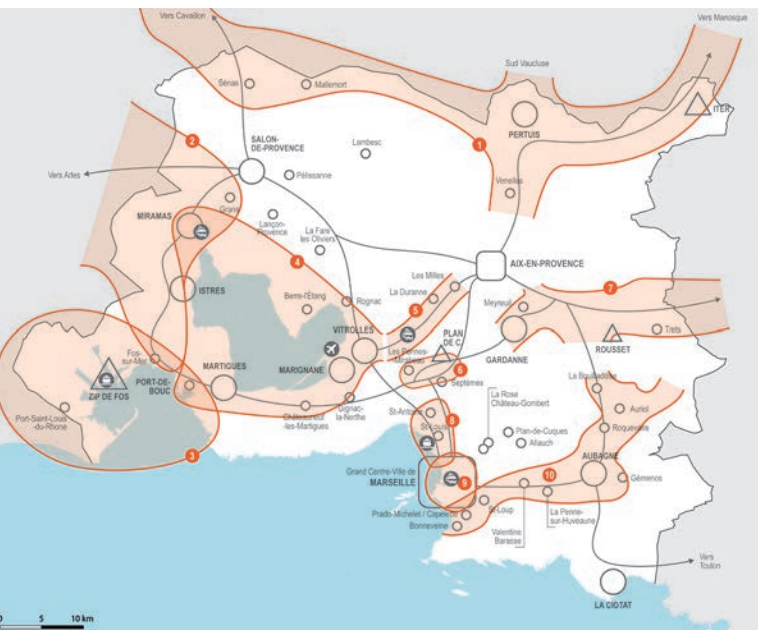 Vers Cavaillon
Vers Manosque
Sud Vaucluse
Sénas
Mallemort
ITER
PERTUIS
2
1
SALON-
DE-PROVENCE
Lambesc
Vers Arles
Pélissanne
Venelles
Grans
MIRAMAS
Lançon-
Provence
La Fare
les Oliviers
4
AIX-EN-PROVENCE
Les Milles
7
ISTRES
La Duranne
Berre-l'Étang
Rognac
5
Meyreuil
VITROLLES
PLAN
DE C.
Trets
Fos-
sur-Mer
Les Pennes-
Mirabeau
GARDANNE
ROUSSET
MARTIGUES
MARIGNANE
6
PORT-DE-
BOUC
Septèmes
La Bouilladisse
ZIP DE FOS
Châteauneuf
-les-Martigues
Gignac-
la-Nerthe
La Rose
Château-Gombert
Port-Saint-Louis
-du-Rhone
St-Antoine
8
Auriol
St-Louis
Plan-de-Cuques
Allauch
Roquevaire
3
AUBAGNE
Grand Centre-Ville de
MARSEILLE
9
10
Gémenos
St-Loup
Prado-Michelet / Capelette
Bonneveine
Valentine
Barasse
La Penne-
sur-Huveaune
Vers
Toulon
LA CIOTAT
0 5 10 km